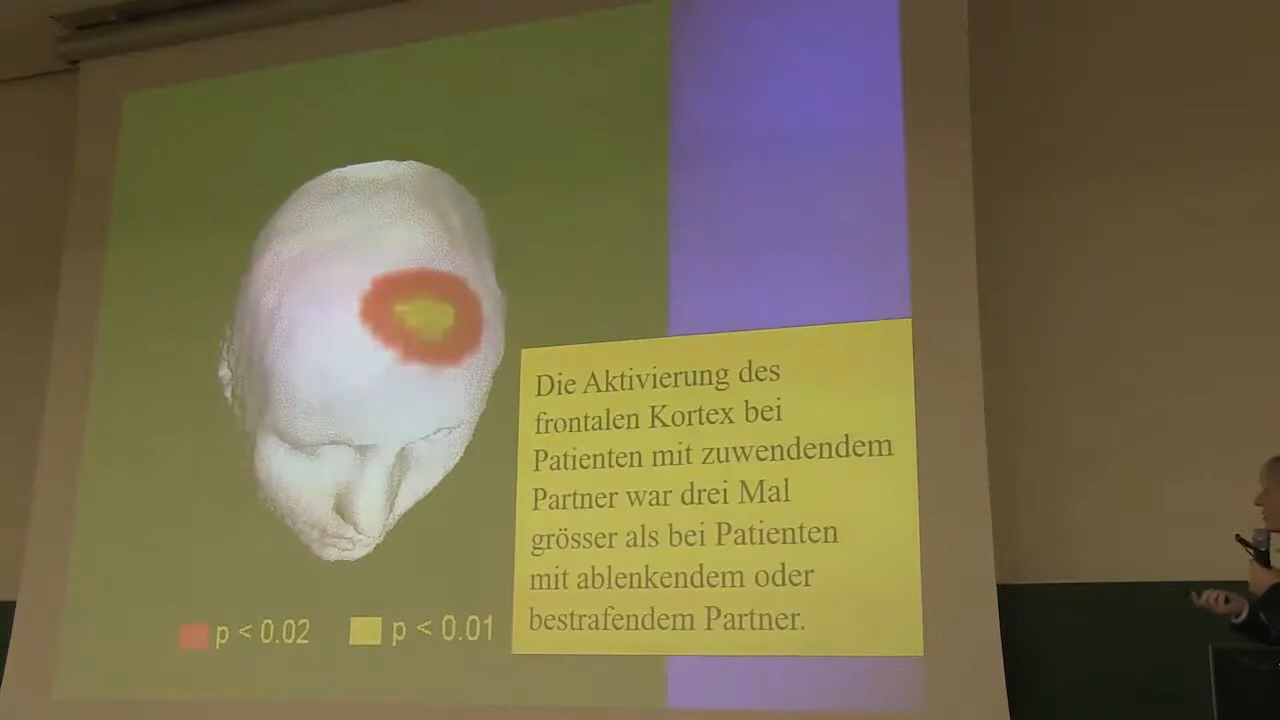 Die Aktivierung des
frontalen Kortex bei
Patienten mit zuwendendem
Partner war drei Mal
grösser als bei Patienten
mit ablenkendem oder
bestrafendem Partner.
p < 0.02 p < 0.01